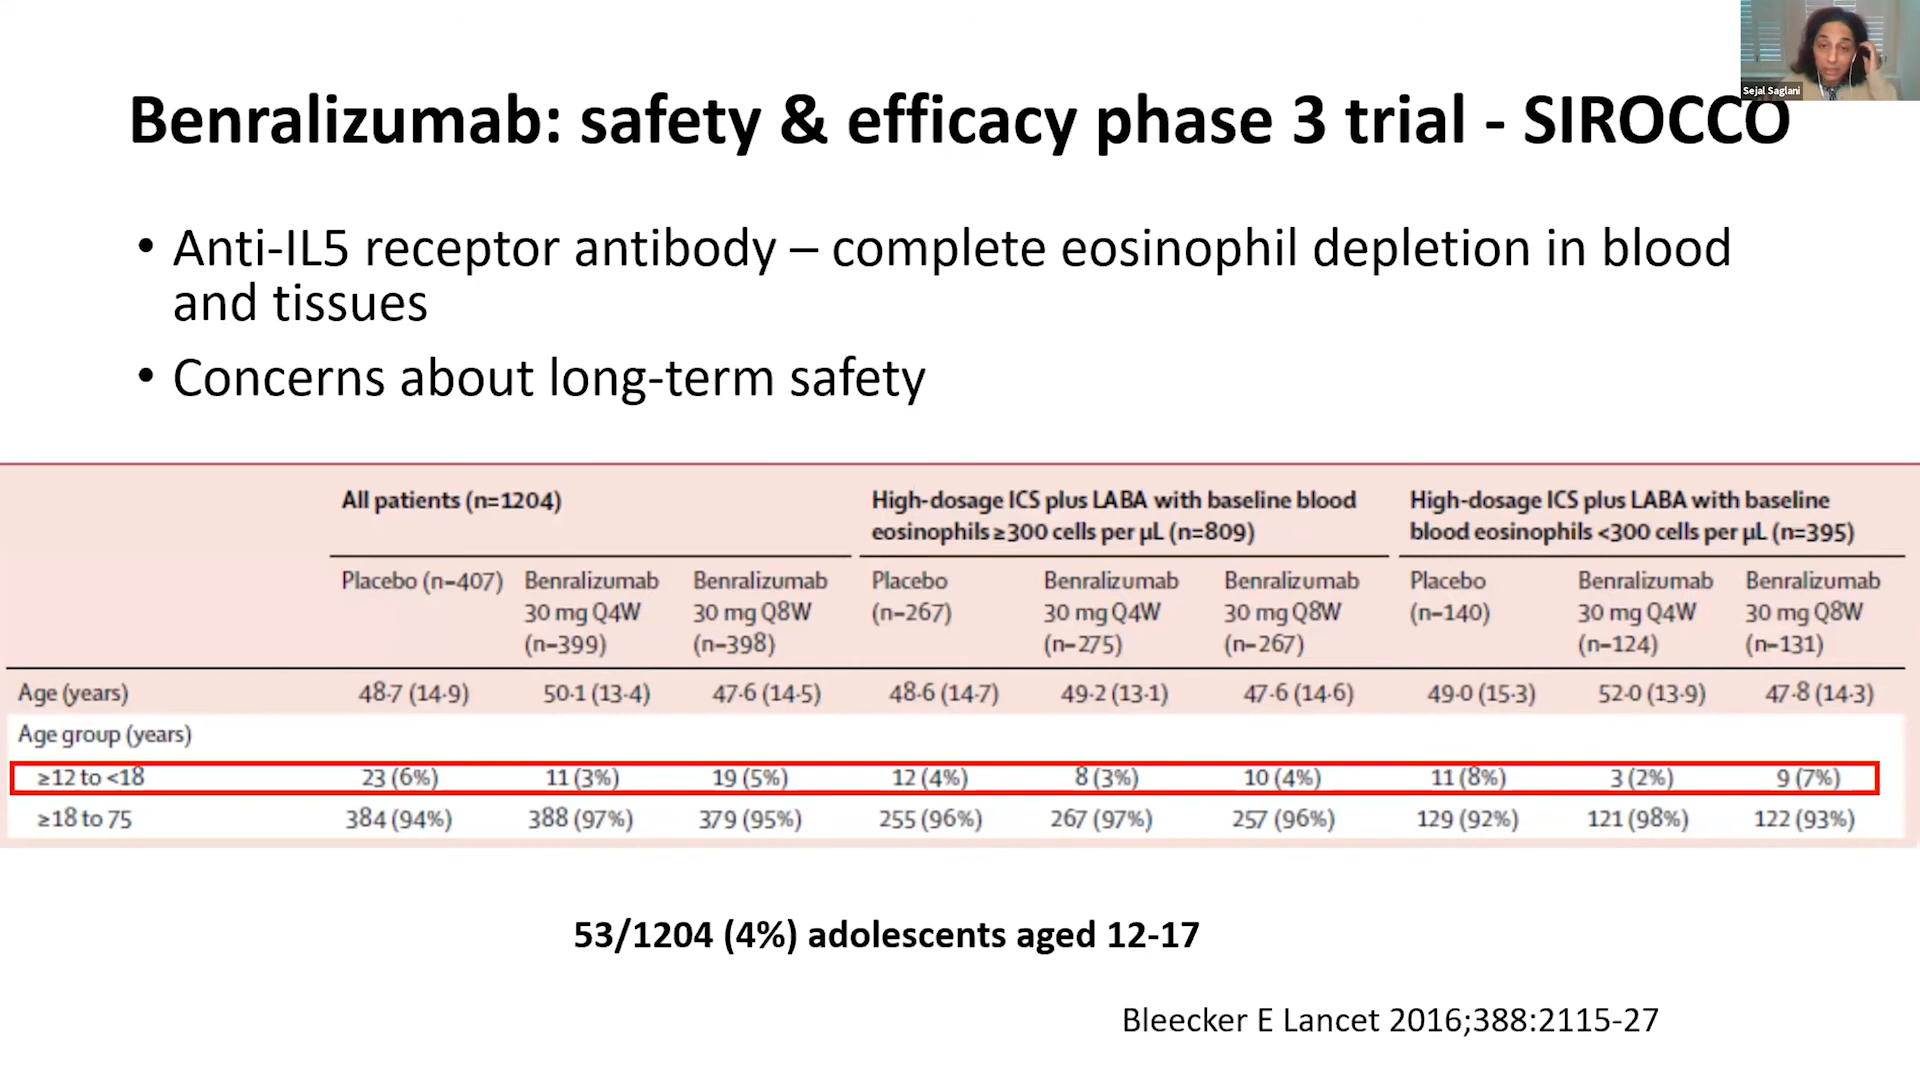 Sejal Saglani
Benralizumab: safety & efficacy phase 3 trial - SIROCCO
• Anti-IL5 receptor antibody – complete eosinophil depletion in blood
and tissues
• Concerns about long-term safety
All patients (n=1204) High-dosage ICS plus LABA with baseline blood High-dosage ICS plus LABA with baseline
eosinophils ≥300 cells per µL (n=809) blood eosinophils <300 cells per µL (n=395)
Placebo (n=407) Benralizumab Benralizumab Placebo Benralizumab Benralizumab Placebo Benralizumab Benralizumab
30 mg Q4W 30 mg Q8W (n=267) 30 mg Q4W 30 mg Q8W (n=140) 30 mg Q4W 30 mg Q8W
(n=399) (n=398) (n=275) (n=267) (n=124) (n=131)
Age (years) 48·7 (14·9) 50·1 (13·4) 47·6 (14·5) 48·6 (14·7) 49·2 (13·1) 47·6 (14·6) 49·0 (15·3) 52·0 (13·9) 47·8 (14·3)
Age group (years)
≥12 to <18 23 (6%) 11 (3%) 19 (5%) 12 (4%) 8 (3%) 10 (4%) 11 (8%) 3 (2%) 9 (7%)
≥18 to 75 384 (94%) 388 (97%) 379 (95%) 255 (96%) 267 (97%) 257 (96%) 129 (92%) 121 (98%) 122 (93%)
53/1204 (4%) adolescents aged 12-17
Bleecker E Lancet 2016;388:2115-27